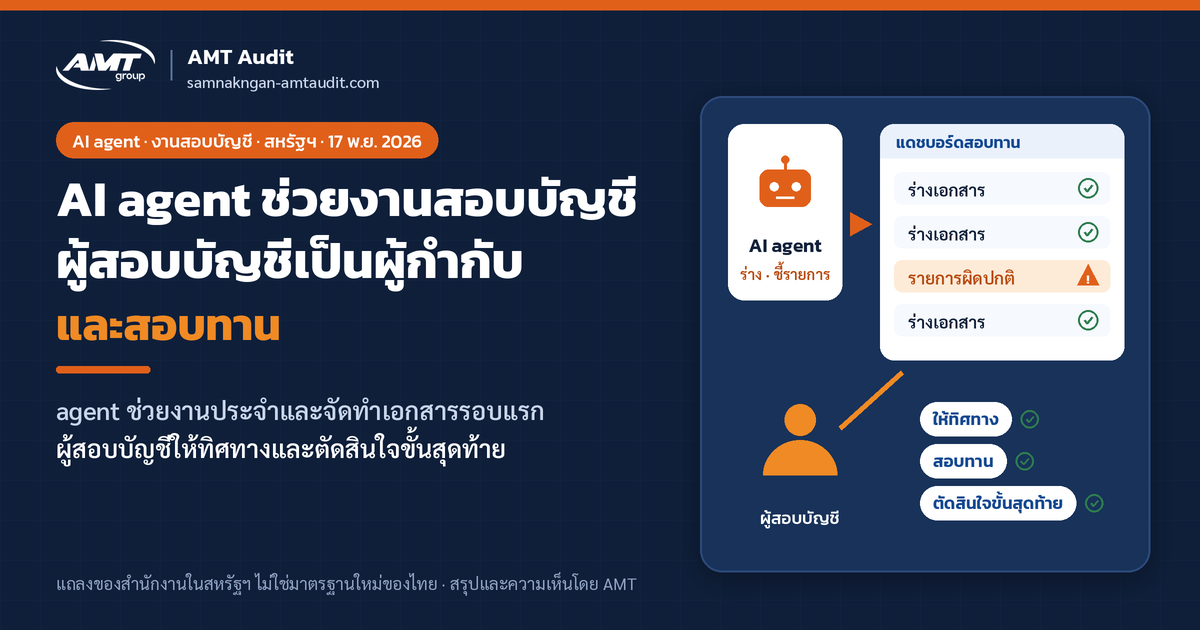 AMT
group
AMT Audit
samnakngan-amtaudit.com
AI agent · งานสอบบัญชี · สหรัฐฯ · 17 พ.ย. 2026
AI agent ช่วยงานสอบบัญชี
ผู้สอบบัญชีเป็นผู้กำกับ
และสอบทาน
agent ช่วยงานประจำและจัดทำเอกสารรอบแรก
ผู้สอบบัญชีให้ทิศทางและตัดสินใจขั้นสุดท้าย
แถลงของสำนักงานในสหรัฐฯ ไม่ใช่มาตรฐานใหม่ของไทย · สรุปและความเห็นโดย AMT
AI agent
ร่าง · ชี้รายการ
แดชบอร์ดสอบทาน
ร่างเอกสาร
ร่างเอกสาร
รายการผิดปกติ
ร่างเอกสาร
ผู้สอบบัญชี
ให้ทิศทาง
สอบทาน
ตัดสินใจขั้นสุดท้าย